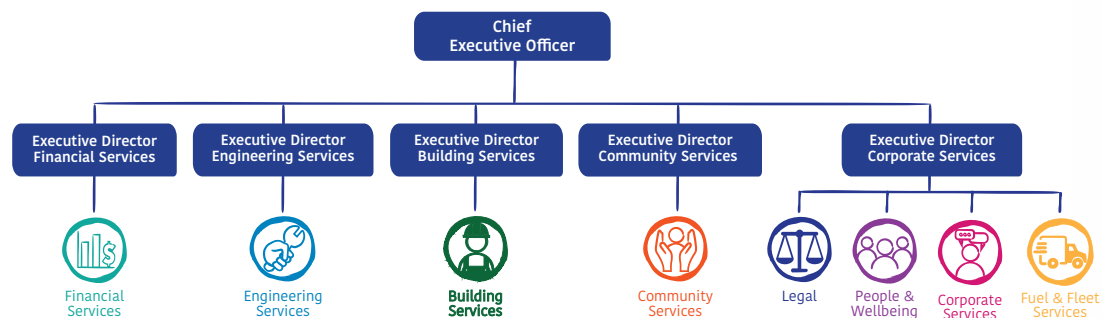 Chief
Executive Officer
Executive Director
Financial Services
Executive Director
Engineering Services
Executive Director
Building Services
Executive Director
Community Services
Executive Director
Corporate Services
Financial
Services
Engineering
Services
Building
Services
Community
Services
Legal
People &
Wellbeing
Corporate
Services
Fuel & Fleet
Services